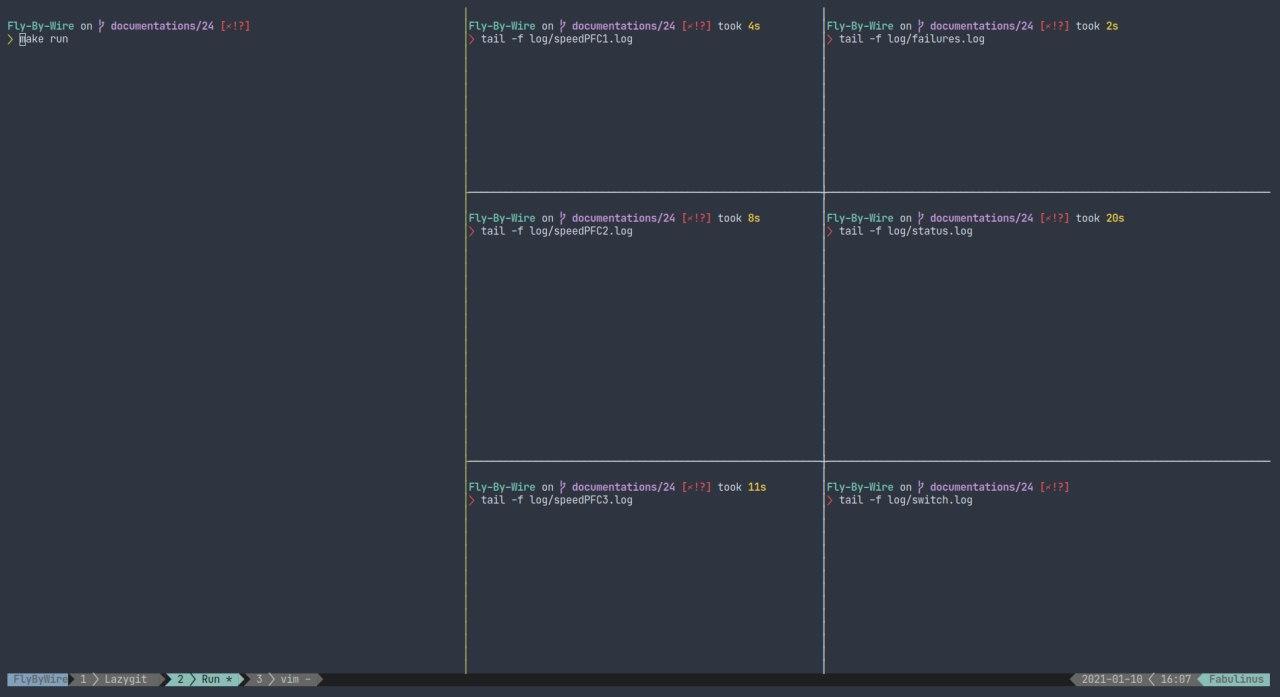 Fly-By-Wire on documentations/24 [✗!?]
❯ make run
Fly-By-Wire on documentations/24 [✗!?] took 4s
❯ tail -f log/speedPFC1.log
Fly-By-Wire on documentations/24 [✗!?] took 2s
❯ tail -f log/failures.log
Fly-By-Wire on documentations/24 [✗!?] took 8s
❯ tail -f log/speedPFC2.log
Fly-By-Wire on documentations/24 [✗!?] took 20s
❯ tail -f log/status.log
Fly-By-Wire on documentations/24 [✗!?] took 11s
❯ tail -f log/speedPFC3.log
Fly-By-Wire on documentations/24 [✗!?]
❯ tail -f log/switch.log
FlyByWire 1 Lazygit 2 Run * 3 vim - 2021-01-10 16:07 Fabulinus